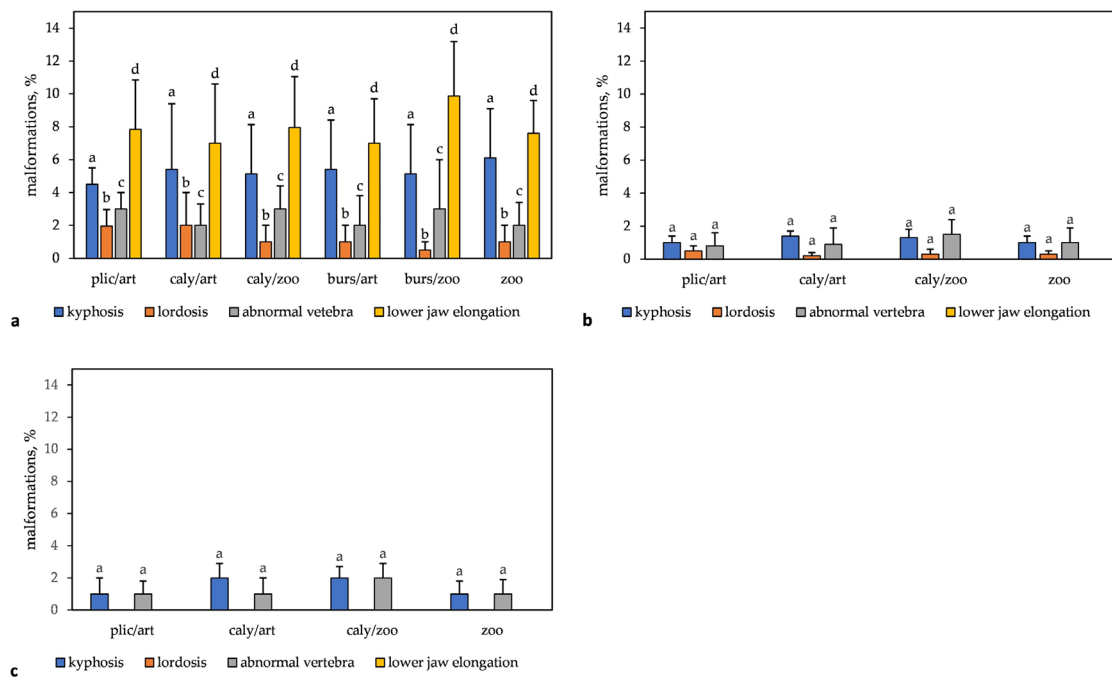 malformations, %
14
12
10
8
6
4
2
0
a b c d a b c d a b c d a b c d a b c d a b c d
plic/art caly/art caly/zoo burs/art burs/zoo zoo
kyphosis lordosis abnormal vetebra lower jaw elongation
a
malformations, %
14
12
10
8
6
4
2
0
a a a a a a a a a a a a
plic/art caly/art caly/zoo zoo
kyphosis lordosis abnormal vertebra lower jaw elongation
b
malformations, %
14
12
10
8
6
4
2
0
a a a a a a a a
plic/art caly/art caly/zoo zoo
kyphosis lordosis abnormal vertebra lower jaw elongation
c